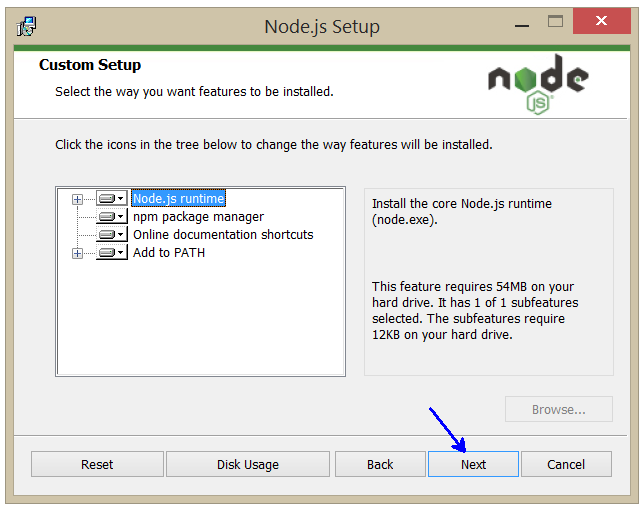 Node.js Setup
Custom Setup
Select the way you want features to be installed.
node
JS
Click the icons in the tree below to change the way features will be installed.
Node.js runtime
npm package manager
Online documentation shortcuts
Add to PATH
Install the core Node.js runtime
(node.exe).
This feature requires 54MB on your
hard drive. It has 1 of 1 subfeatures
selected. The subfeatures require
12KB on your hard drive.
Browse...
Reset
Disk Usage
Back
Next
Cancel